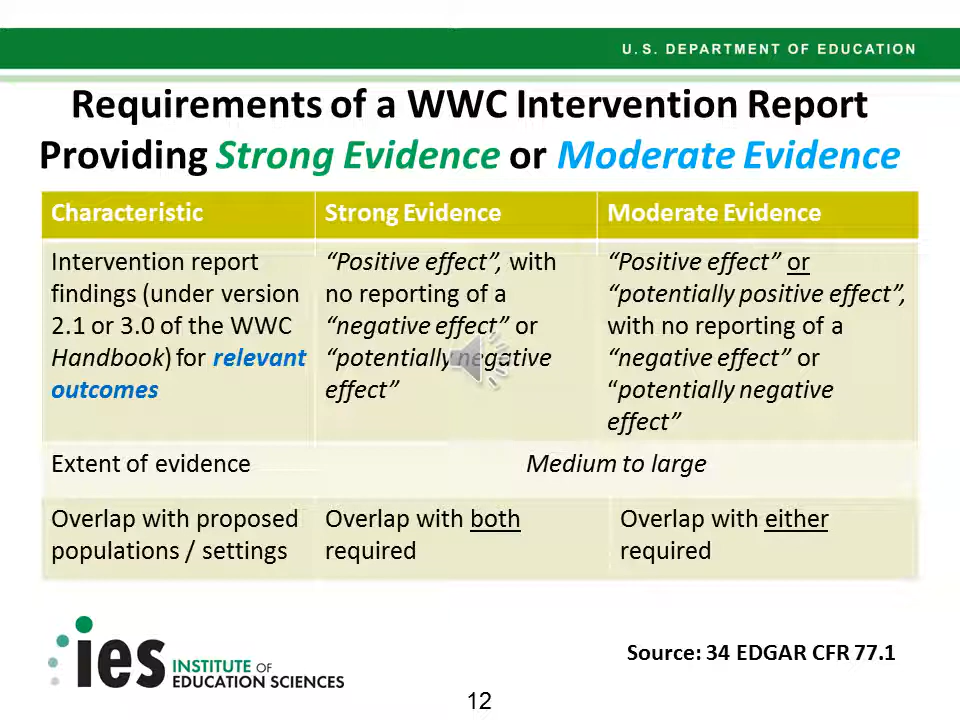 U.S. DEPARTMENT OF EDUCATION
Requirements of a WWC Intervention Report
Providing Strong Evidence or Moderate Evidence
Characteristic
Strong Evidence
Moderate Evidence
Intervention report
findings (under version
2.1 or 3.0 of the WWC
Handbook) for relevant
outcomes
“Positive effect”, with
no reporting of a
“negative effect” or
“potentially negative
effect”
“Positive effect” or
“potentially positive effect”,
with no reporting of a
“negative effect” or
“potentially negative
effect”
Extent of evidence
Medium to large
Overlap with proposed
populations / settings
Overlap with both
required
Overlap with either
required
ies
INSTITUTE OF
EDUCATION SCIENCES
Source: 34 EDGAR CFR 77.1
12